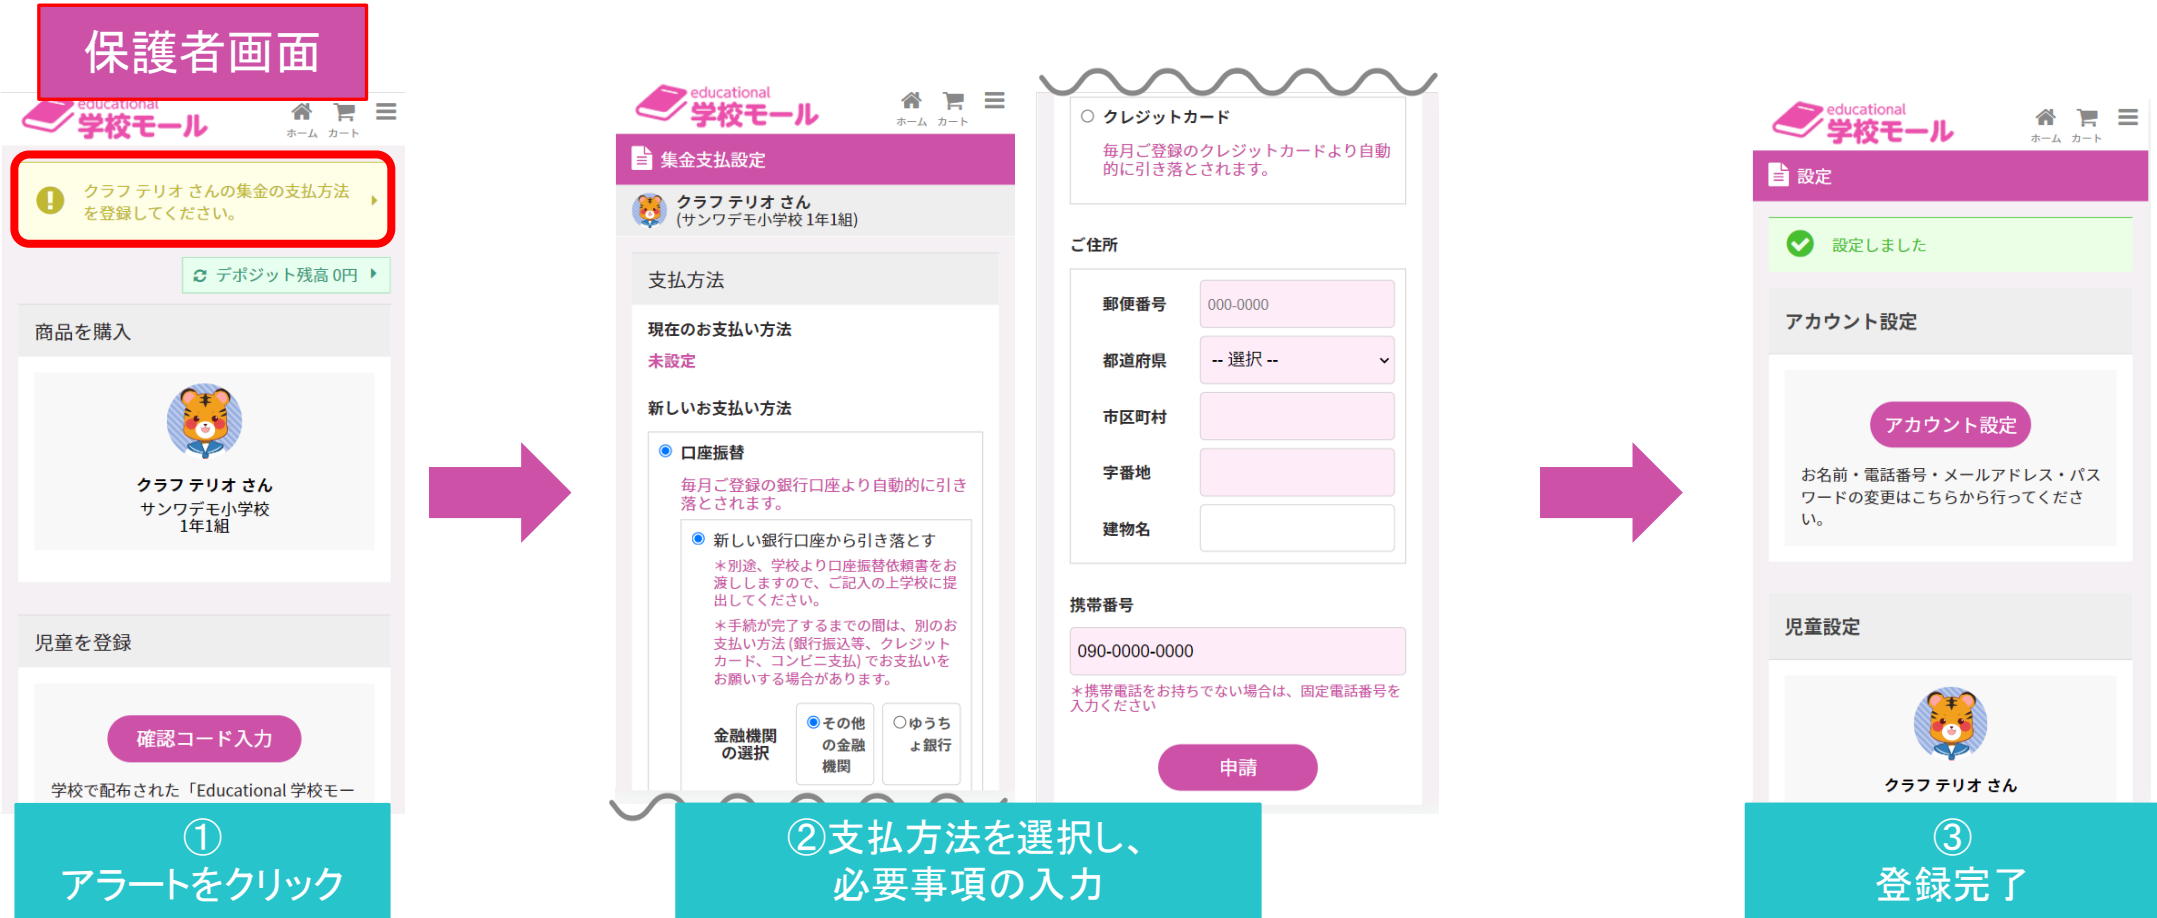 保護者画面
educational
学校モール
ホーム カート
クラフ テリオ さんの集金の支払方法
を登録してください。
デポジット残高 0円
商品を購入
クラフ テリオ さん
サンワデモ小学校
1年1組
児童を登録
確認コード入力
学校で配布された「Educational 学校モー
①
アラートをクリック
educational
学校モール
ホーム カート
集金支払設定
クラフ テリオ さん
(サンワデモ小学校 1年1組)
支払方法
現在のお支払い方法
未設定
新しいお支払い方法
口座振替
毎月ご登録の銀行口座より自動的に引き
落とされます。
新しい銀行口座から引き落とす
＊別途、学校より口座振替依頼書をお
渡ししますので、ご記入の上学校に提
出してください。
＊手続が完了するまでの間は、別のお
支払い方法 (銀行振込等、クレジット
カード、コンビニ支払) でお支払いを
お願いする場合があります。
金融機関
の選択
その他
の金融
機関
ゆうち
ょ銀行
クレジットカード
毎月ご登録のクレジットカードより自動
的に引き落とされます。
ご住所
郵便番号 000-0000
都道府県 -- 選択 --
市区町村
字番地
建物名
携帯番号
090-0000-0000
＊携帯電話をお持ちでない場合は、固定電話番号を
入力ください
申請
②支払方法を選択し、
必要事項の入力
educational
学校モール
ホーム カート
設定
設定しました
アカウント設定
アカウント設定
お名前・電話番号・メールアドレス・パス
ワードの変更はこちらから行ってくださ
い。
児童設定
クラフ テリオ さん
③
登録完了